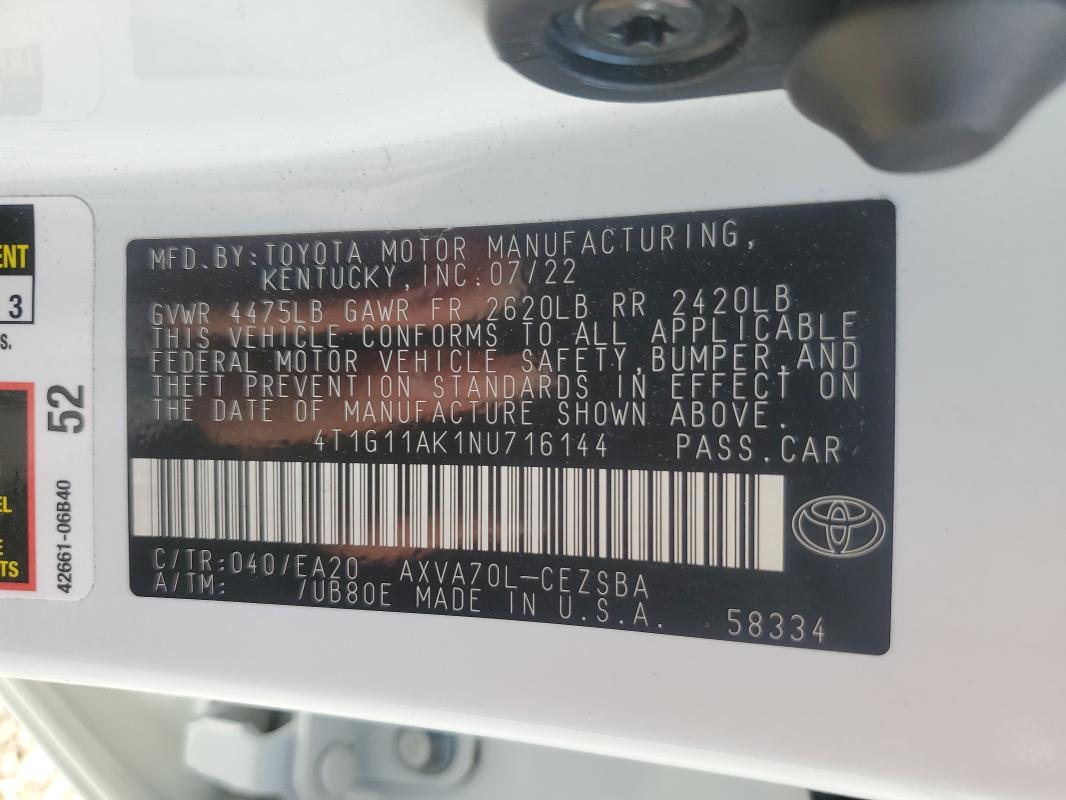 MFD.BY:TOYOTA MOTOR MANUFACTURING,
KENTUCKY, INC.07/22
GVWR 4475LB GAWR FR 2620LB RR 2420LB
THIS VEHICLE CONFORMS TO ALL APPLICABLE
FEDERAL MOTOR VEHICLE SAFETY,BUMPER,AND
THEFT PREVENTION STANDARDS IN EFFECT ON
THE DATE OF MANUFACTURE SHOWN ABOVE.
4T1G11AK1NU716144 PASS.CAR
C/TR:040/EA20 AXVA70L-CEZSBA
A/TM: /UB80E MADE IN U.S.A.
58334
3
S.
52
42661-06B40